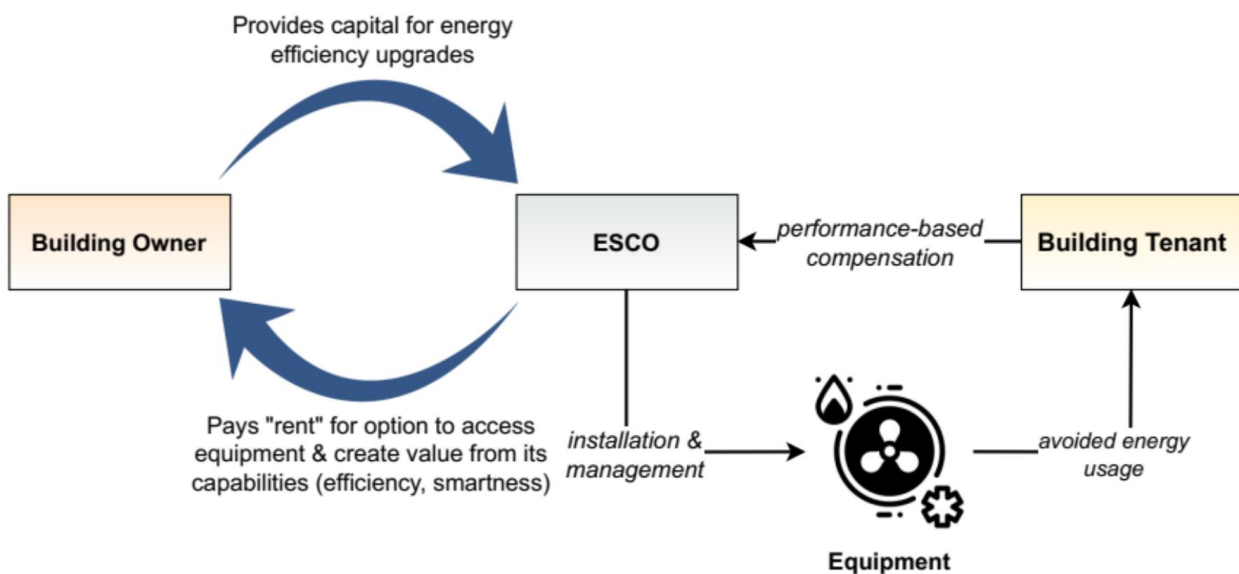 Provides capital for energy
efficiency upgrades
Building Owner
ESCO
performance-based
compensation
Building Tenant
Pays "rent" for option to access
equipment & create value from its
capabilities (efficiency, smartness)
installation &
management
avoided energy
usage
Equipment